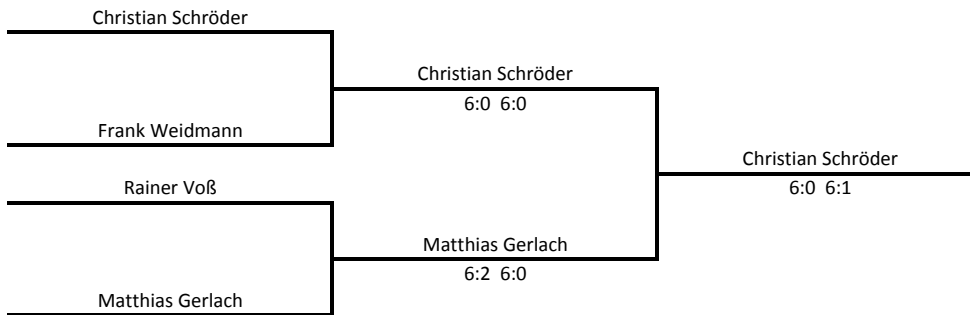 Christian Schröder
Christian Schröder
6:0 6:0
Frank Weidmann
Christian Schröder
6:0 6:1
Rainer Voß
Matthias Gerlach
6:2 6:0
Matthias Gerlach